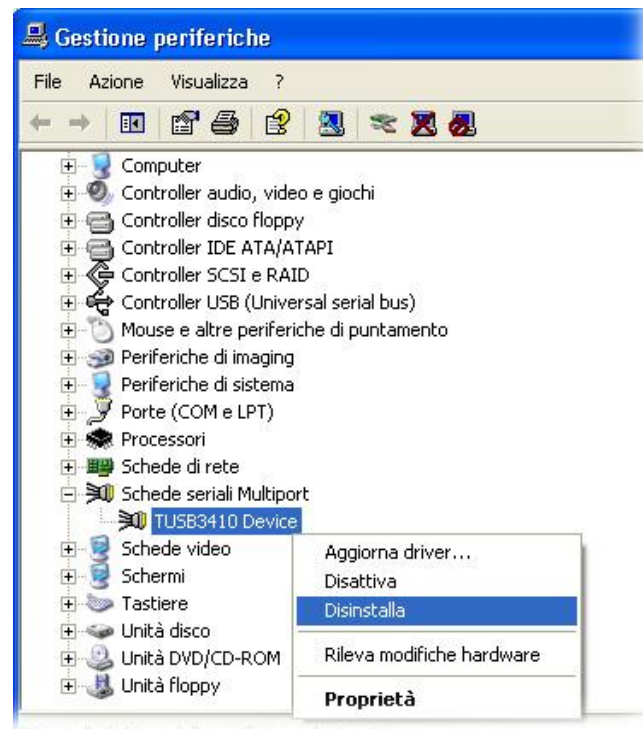 Gestione periferiche
File Azione Visualizza ?
Computer
Controller audio, video e giochi
Controller disco floppy
Controller IDE ATA/ATAPI
Controller SCSI e RAID
Controller USB (Universal serial bus)
Mouse e altre periferiche di puntamento
Periferiche di imaging
Periferiche di sistema
Porte (COM e LPT)
Processori
Schede di rete
Schede seriali Multiport
TUSB3410 Device
Schede video
Schermi
Tastiere
Unità disco
Unità DVD/CD-ROM
Unità floppy
Aggiorna driver...
Disattiva
Disinstalla
Rileva modifiche hardware
Proprietà